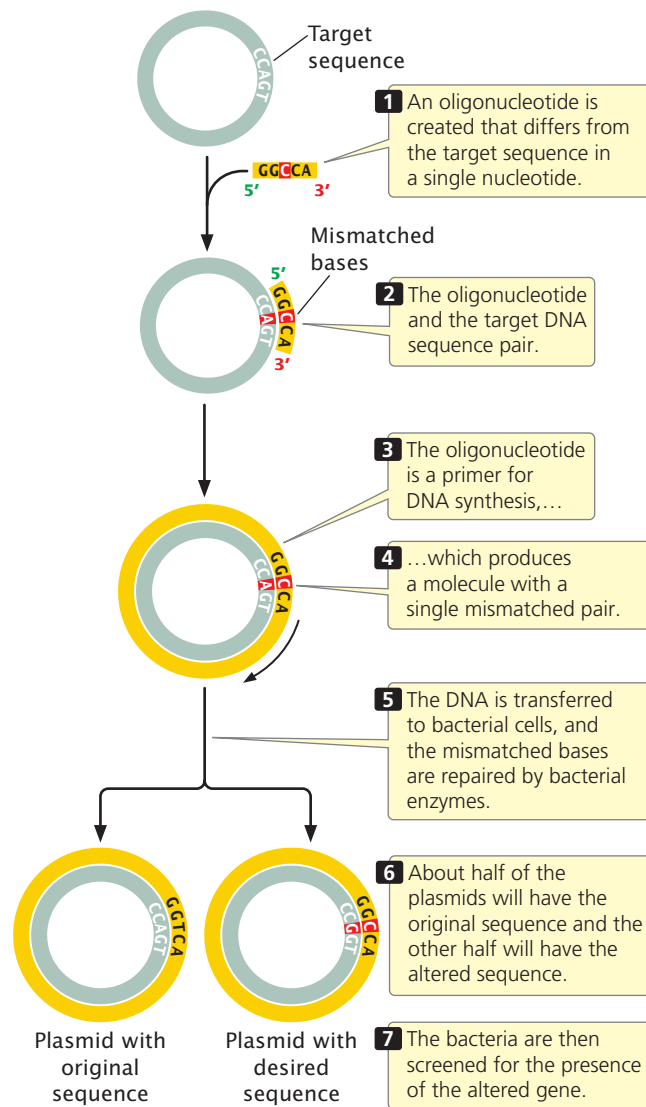 Target
sequence
CCAGT
1 An oligonucleotide is
created that differs from
the target sequence in
a single nucleotide.
GGCCA
5’ 3’
Mismatched
bases
5’
GGCCA
CCAGT
3’
2 The oligonucleotide
and the target DNA
sequence pair.
3 The oligonucleotide
is a primer for
DNA synthesis,…
GGCCA
CCAGT
4 …which produces
a molecule with a
single mismatched pair.
5 The DNA is transferred
to bacterial cells, and
the mismatched bases
are repaired by bacterial
enzymes.
GGTCA
CCAGT
GGCCA
CCGGT
6 About half of the
plasmids will have the
original sequence and the
other half will have the
altered sequence.
Plasmid with
original
sequence
Plasmid with
desired
sequence
7 The bacteria are then
screened for the presence
of the altered gene.